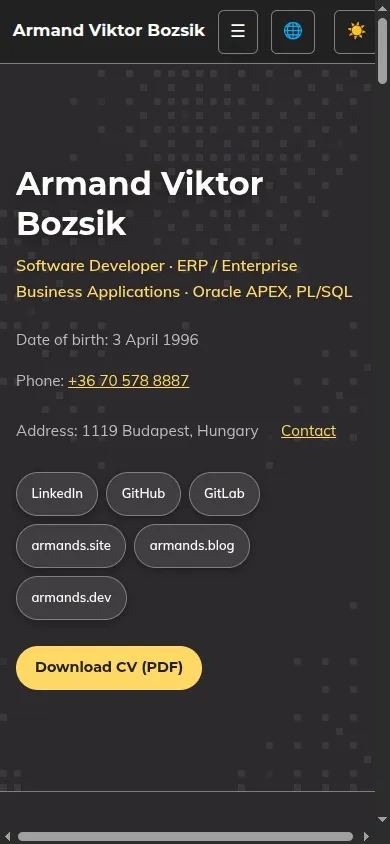 Armand Viktor Bozsik
Armand Viktor
Bozsik
Software Developer · ERP / Enterprise
Business Applications · Oracle APEX, PL/SQL
Date of birth: 3 April 1996
Phone: +36 70 578 8887
Address: 1119 Budapest, Hungary Contact
LinkedIn GitHub GitLab
armands.site armands.blog
armands.dev
Download CV (PDF)